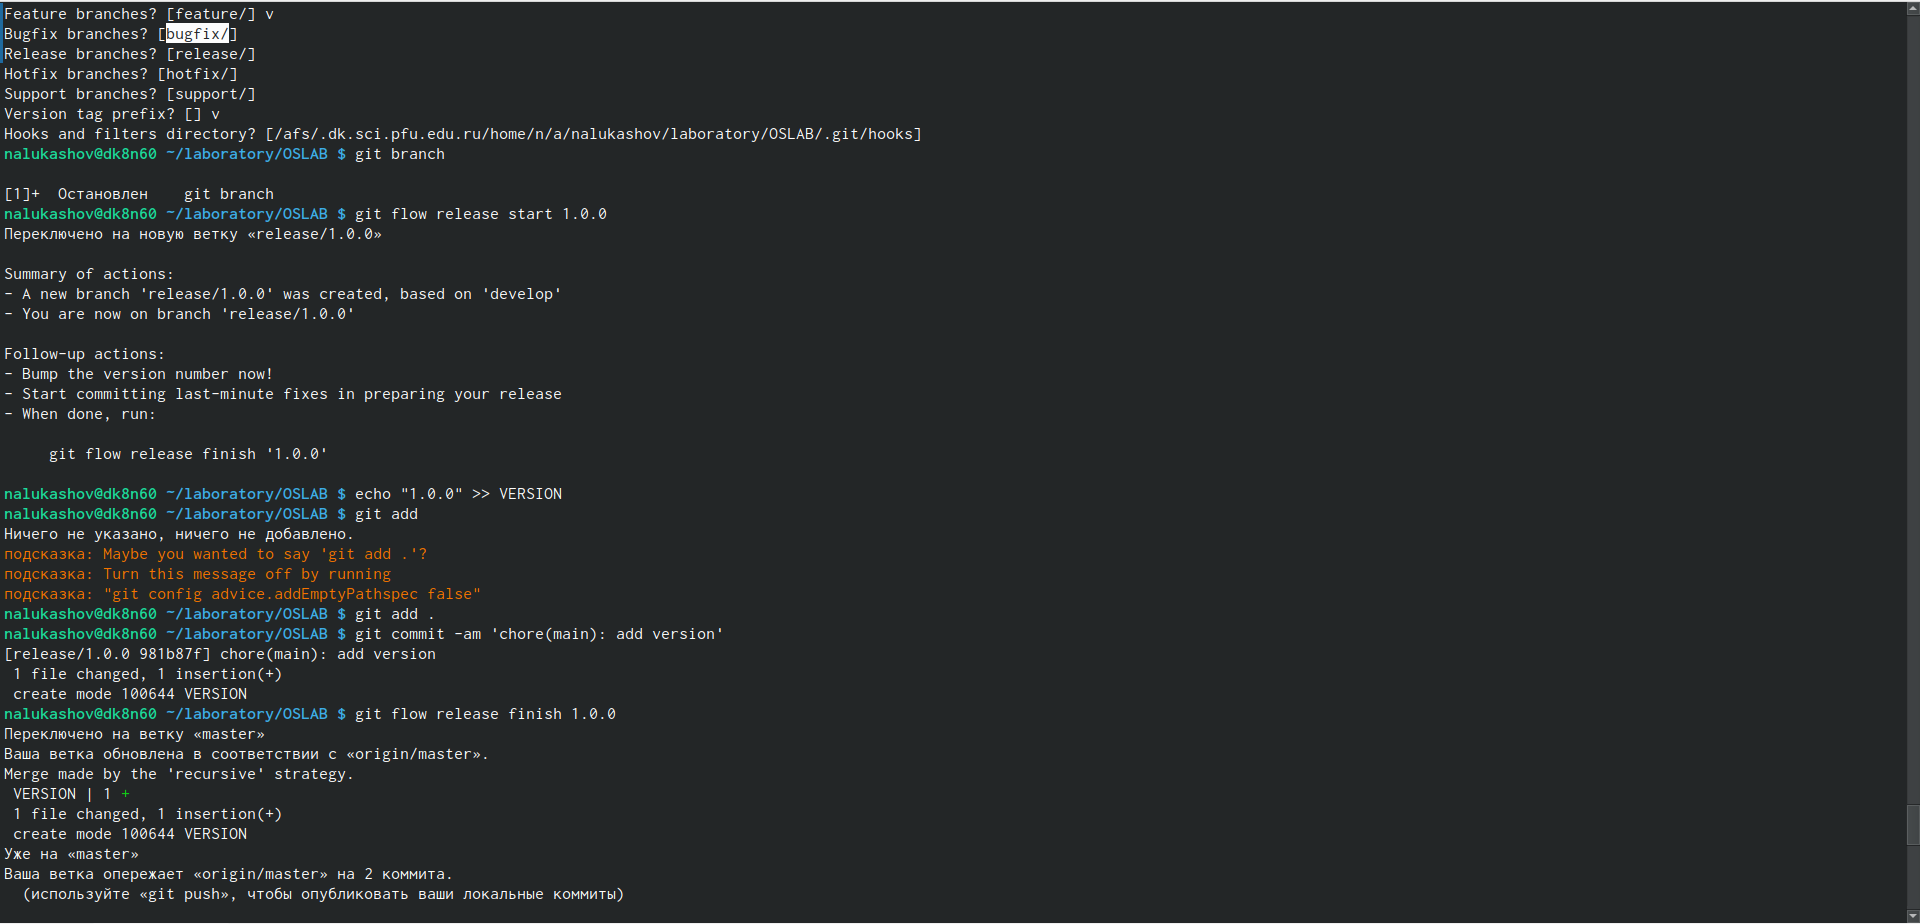 Feature branches? [feature/] v
Bugfix branches? [bugfix/]
Release branches? [release/]
Hotfix branches? [hotfix/]
Support branches? [support/]
Version tag prefix? [] v
Hooks and filters directory? [/afs/.dk.sci.pfu.edu.ru/home/n/a/nalukashov/laboratory/OSLAB/.git/hooks]
nalukashov@dk8n60 ~/laboratory/OSLAB $ git branch
[1]+  Остановлен    git branch
nalukashov@dk8n60 ~/laboratory/OSLAB $ git flow release start 1.0.0
Переключено на новую ветку «release/1.0.0»
Summary of actions:
- A new branch 'release/1.0.0' was created, based on 'develop'
- You are now on branch 'release/1.0.0'
Follow-up actions:
- Bump the version number now!
- Start committing last-minute fixes in preparing your release
- When done, run:
     git flow release finish '1.0.0'
nalukashov@dk8n60 ~/laboratory/OSLAB $ echo "1.0.0" >> VERSION
nalukashov@dk8n60 ~/laboratory/OSLAB $ git add
Ничего не указано, ничего не добавлено.
подсказка: Maybe you wanted to say 'git add .'?
подсказка: Turn this message off by running
подсказка: "git config advice.addEmptyPathspec false"
nalukashov@dk8n60 ~/laboratory/OSLAB $ git add .
nalukashov@dk8n60 ~/laboratory/OSLAB $ git commit -am 'chore(main): add version'
[release/1.0.0 981b87f] chore(main): add version
 1 file changed, 1 insertion(+)
 create mode 100644 VERSION
nalukashov@dk8n60 ~/laboratory/OSLAB $ git flow release finish 1.0.0
Переключено на ветку «master»
Ваша ветка обновлена в соответствии с «origin/master».
Merge made by the 'recursive' strategy.
 VERSION | 1 +
 1 file changed, 1 insertion(+)
 create mode 100644 VERSION
Уже на «master»
Ваша ветка опережает «origin/master» на 2 коммита.
  (используйте «git push», чтобы опубликовать ваши локальные коммиты)